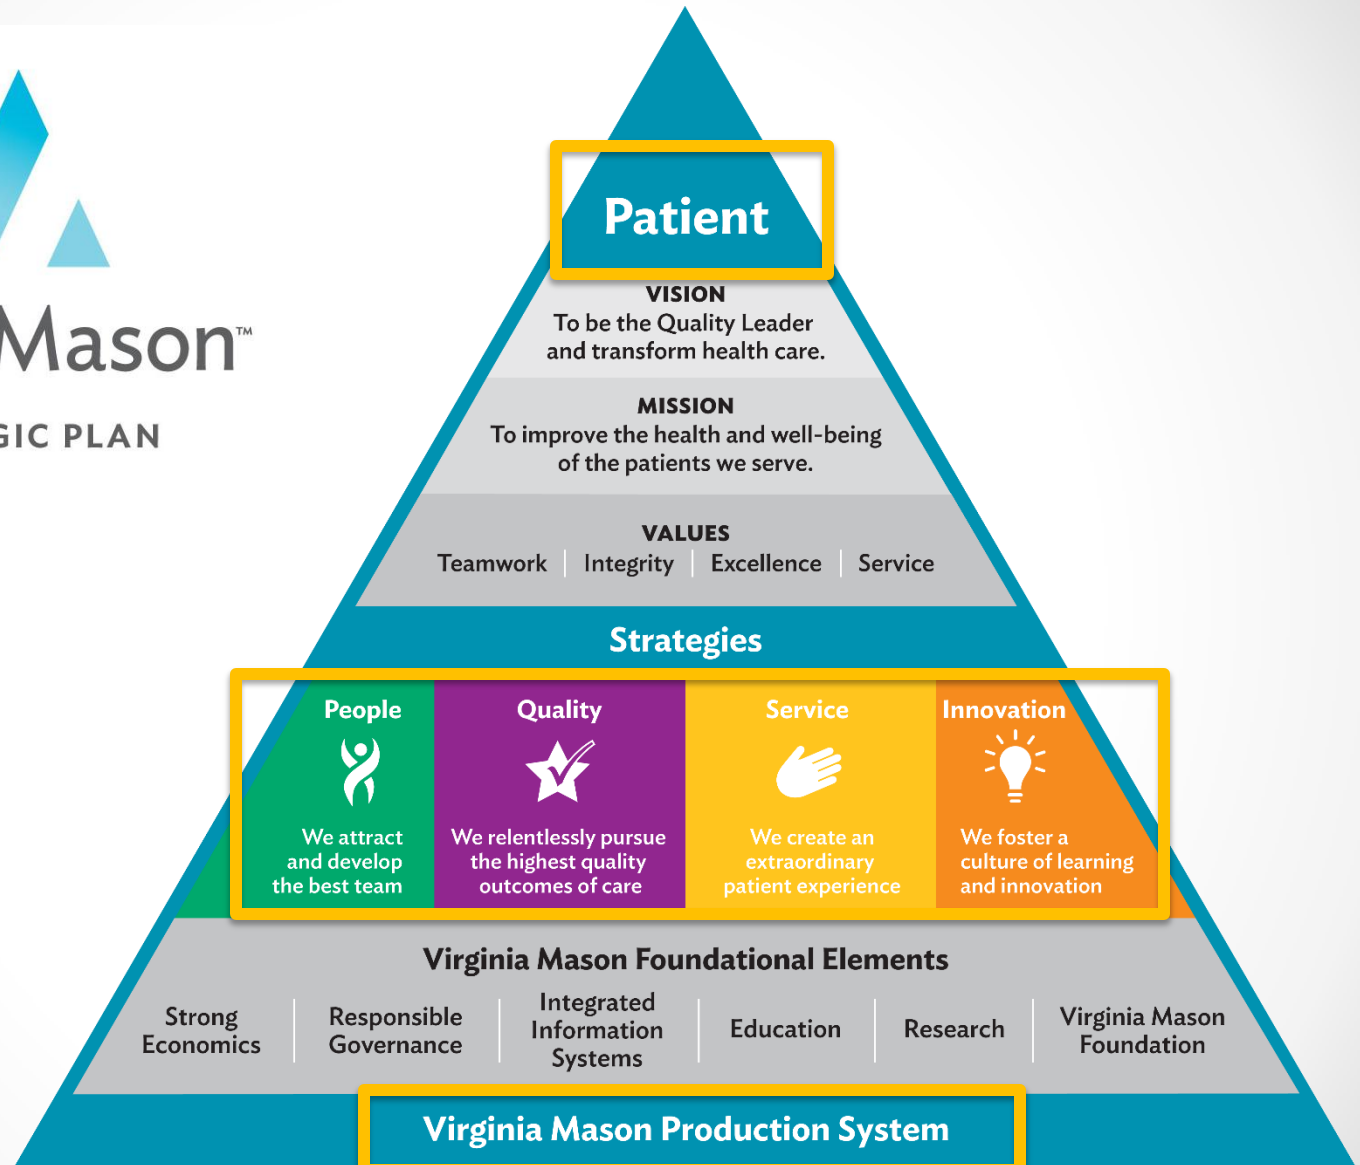 Mason™
GIC PLAN
Patient
VISION
To be the Quality Leader
and transform health care.
MISSION
To improve the health and well-being
of the patients we serve.
VALUES
Teamwork Integrity Excellence Service
Strategies
People
We attract
and develop
the best team
Quality
We relentlessly pursue
the highest quality
outcomes of care
Service
We create an
extraordinary
patient experience
Innovation
We foster a
culture of learning
and innovation
Virginia Mason Foundational Elements
Strong
Economics
Responsible
Governance
Integrated
Information
Systems
Education
Research
Virginia Mason
Foundation
Virginia Mason Production System